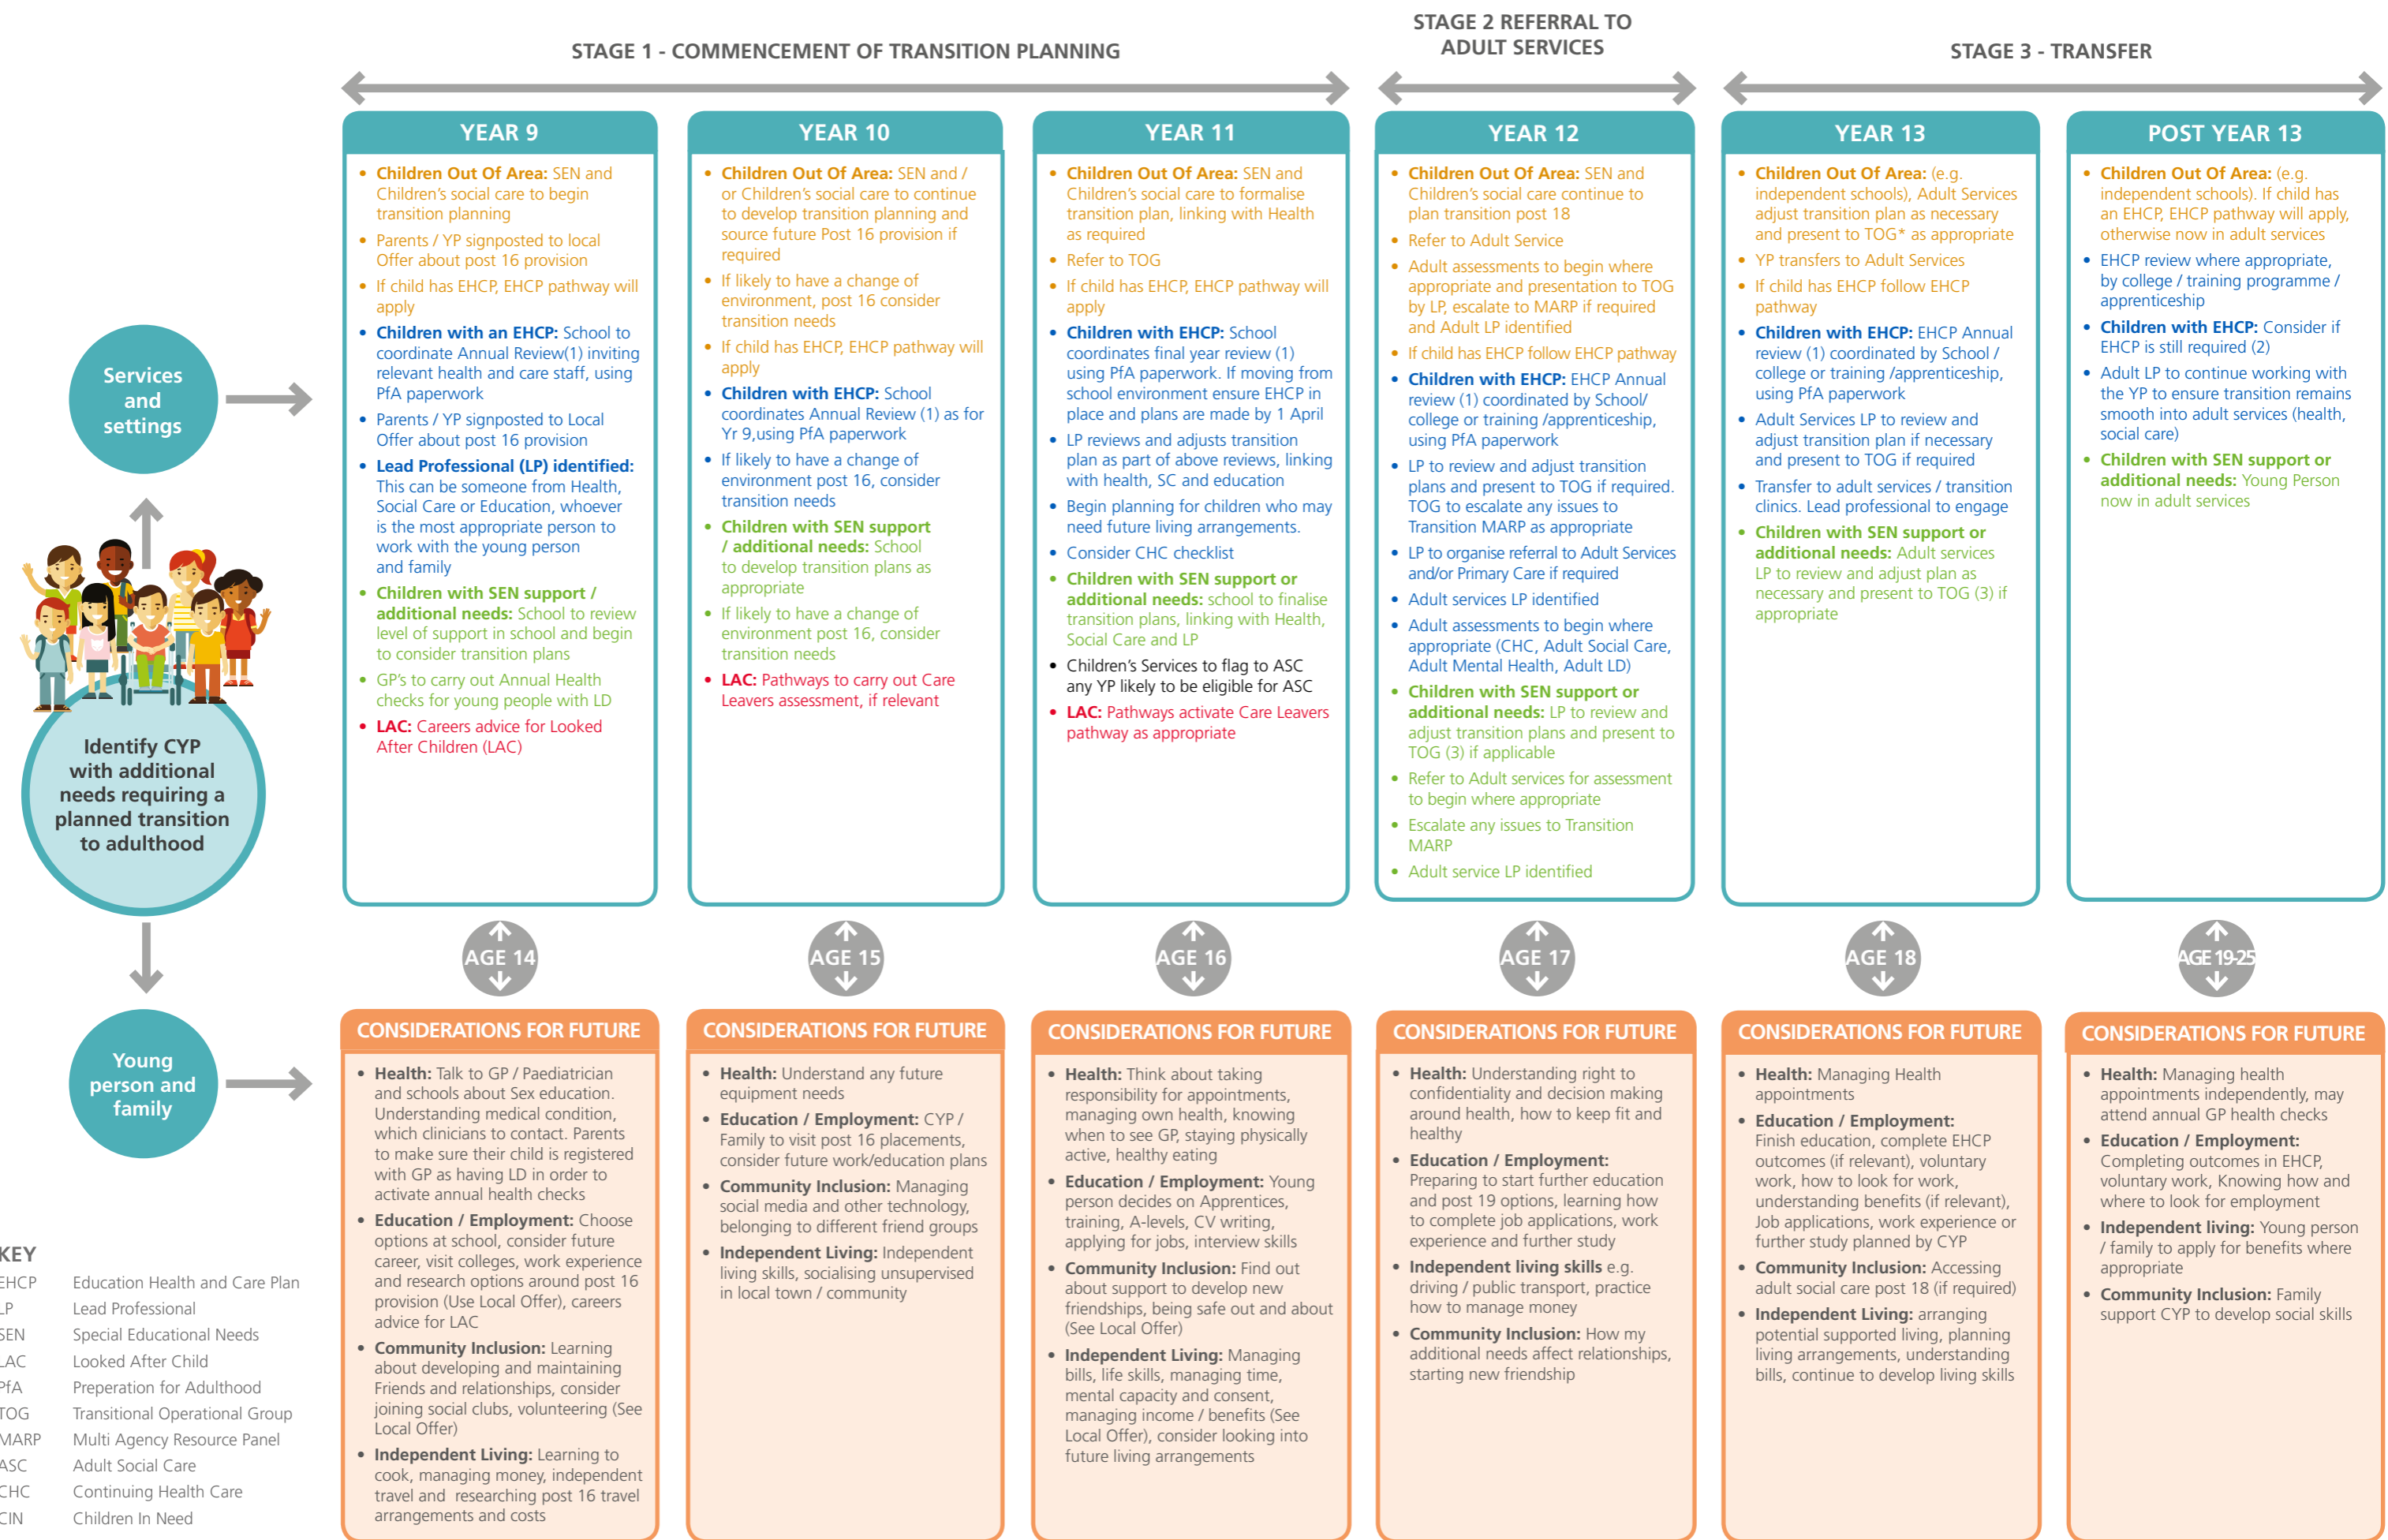 STAGE 1 - COMMENCEMENT OF TRANSITION PLANNING
STAGE 2 REFERRAL TO
ADULT SERVICES
STAGE 3 - TRANSFER
Services
and
settings
Identify CYP
with additional
needs requiring a
planned transition
to adulthood
Young
person and
family
YEAR 9
• Children Out Of Area: SEN and
Children's social care to begin
transition planning
• Parents / YP signposted to local
Offer about post 16 provision
• If child has EHCP, EHCP pathway will
apply
• Children with an EHCP: School to
coordinate Annual Review(1) inviting
relevant health and care staff, using
PfA paperwork
• Parents / YP signposted to Local
Offer about post 16 provision
• Lead Professional (LP) identified:
This can be someone from Health,
Social Care or Education, whoever
is the most appropriate person to
work with the young person
and family
• Children with SEN support /
additional needs: School to review
level of support in school and begin
to consider transition plans
• GP's to carry out Annual Health
checks for young people with LD
• LAC: Careers advice for Looked
After Children (LAC)
YEAR 10
• Children Out Of Area: SEN and /
or Children's social care to continue
to develop transition planning and
source future Post 16 provision if
required
• If likely to have a change of
environment, post 16 consider
transition needs
• If child has EHCP, EHCP pathway will
apply
• Children with EHCP: School
coordinates Annual Review (1) as for
Yr 9,using PfA paperwork
• If likely to have a change of
environment post 16, consider
transition needs
• Children with SEN support
/ additional needs: School
to develop transition plans as
appropriate
• If likely to have a change of
environment post 16, consider
transition needs
• LAC: Pathways to carry out Care
Leavers assessment, if relevant
YEAR 11
• Children Out Of Area: SEN and
Children's social care to formalise
transition plan, linking with Health
as required
• Refer to TOG
• If child has EHCP, EHCP pathway will
apply
• Children with EHCP: School
coordinates final year review (1)
using PfA paperwork. If moving from
school environment ensure EHCP in
place and plans are made by 1 April
• LP reviews and adjusts transition
plan as part of above reviews, linking
with health, SC and education
• Begin planning for children who may
need future living arrangements.
• Consider CHC checklist
• Children with SEN support or
additional needs: school to finalise
transition plans, linking with Health,
Social Care and LP
• Children's Services to flag to ASC
any YP likely to be eligible for ASC
• LAC: Pathways activate Care Leavers
pathway as appropriate
YEAR 12
• Children Out Of Area: SEN and
Children's social care continue to
plan transition post 18
• Refer to Adult Service
• Adult assessments to begin where
appropriate and presentation to TOG
by LP, escalate to MARP if required
and Adult LP identified
• If child has EHCP follow EHCP pathway
• Children with EHCP: EHCP Annual
review (1) coordinated by School/
college or training /apprenticeship,
using PfA paperwork
• LP to review and adjust transition
plans and present to TOG if required.
TOG to escalate any issues to
Transition MARP as appropriate
• LP to organise referral to Adult Services
and/or Primary Care if required
• Adult services LP identified
• Adult assessments to begin where
appropriate (CHC, Adult Social Care,
Adult Mental Health, Adult LD)
• Children with SEN support or
additional needs: LP to review and
adjust transition plans and present to
TOG (3) if applicable
• Refer to Adult services for assessment
to begin where appropriate
• Escalate any issues to Transition
MARP
• Adult service LP identified
YEAR 13
• Children Out Of Area: (e.g.
independent schools), Adult Services
adjust transition plan as necessary
and present to TOG* as appropriate
• YP transfers to Adult Services
• If child has EHCP follow EHCP
pathway
• Children with EHCP: EHCP Annual
review (1) coordinated by School /
college or training /apprenticeship,
using PfA paperwork
• Adult Services LP to review and
adjust transition plan if necessary
and present to TOG if required
• Transfer to adult services / transition
clinics. Lead professional to engage
• Children with SEN support or
additional needs: Adult services
LP to review and adjust plan as
necessary and present to TOG (3) if
appropriate
POST YEAR 13
• Children Out Of Area: (e.g.
independent schools). If child has
an EHCP, EHCP pathway will apply,
otherwise now in adult services
• EHCP review where appropriate,
by college / training programme /
apprenticeship
• Children with EHCP: Consider if
EHCP is still required (2)
• Adult LP to continue working with
the YP to ensure transition remains
smooth into adult services (health,
social care)
• Children with SEN support or
additional needs: Young Person
now in adult services
AGE 14
AGE 15
AGE 16
AGE 17
AGE 18
AGE 19-25
CONSIDERATIONS FOR FUTURE
• Health: Talk to GP / Paediatrician
and schools about Sex education.
Understanding medical condition,
which clinicians to contact. Parents
to make sure their child is registered
with GP as having LD in order to
activate annual health checks
• Education / Employment: Choose
options at school, consider future
career, visit colleges, work experience
and research options around post 16
provision (Use Local Offer), careers
advice for LAC
• Community Inclusion: Learning
about developing and maintaining
Friends and relationships, consider
joining social clubs, volunteering (See
Local Offer)
• Independent Living: Learning to
cook, managing money, independent
travel and researching post 16 travel
arrangements and costs
CONSIDERATIONS FOR FUTURE
• Health: Understand any future
equipment needs
• Education / Employment: CYP /
Family to visit post 16 placements,
consider future work/education plans
• Community Inclusion: Managing
social media and other technology,
belonging to different friend groups
• Independent Living: Independent
living skills, socialising unsupervised
in local town / community
CONSIDERATIONS FOR FUTURE
• Health: Think about taking
responsibility for appointments,
managing own health, knowing
when to see GP, staying physically
active, healthy eating
• Education / Employment: Young
person decides on Apprentices,
training, A-levels, CV writing,
applying for jobs, interview skills
• Community Inclusion: Find out
about support to develop new
friendships, being safe out and about
(See Local Offer)
• Independent Living: Managing
bills, life skills, managing time,
mental capacity and consent,
managing income / benefits (See
Local Offer), consider looking into
future living arrangements
CONSIDERATIONS FOR FUTURE
• Health: Understanding right to
confidentiality and decision making
around health, how to keep fit and
healthy
• Education / Employment:
Preparing to start further education
and post 19 options, learning how
to complete job applications, work
experience and further study
• Independent living skills e.g.
driving / public transport, practice
how to manage money
• Community Inclusion: How my
additional needs affect relationships,
starting new friendship
CONSIDERATIONS FOR FUTURE
• Health: Managing Health
appointments
• Education / Employment:
Finish education, complete EHCP
outcomes (if relevant), voluntary
work, how to look for work,
understanding benefits (if relevant),
Job applications, work experience or
further study planned by CYP
• Community Inclusion: Accessing
adult social care post 18 (if required)
• Independent Living: arranging
potential supported living, planning
living arrangements, understanding
bills, continue to develop living skills
CONSIDERATIONS FOR FUTURE
• Health: Managing health
appointments independently, may
attend annual GP health checks
• Education / Employment:
Completing outcomes in EHCP,
voluntary work, Knowing how and
where to look for employment
• Independent living: Young person
/ family to apply for benefits where
appropriate
• Community Inclusion: Family
support CYP to develop social skills
KEY
EHCP Education Health and Care Plan
LP Lead Professional
SEN Special Educational Needs
LAC Looked After Child
PfA Preperation for Adulthood
TOG Transitional Operational Group
MARP Multi Agency Resource Panel
ASC Adult Social Care
CHC Continuing Health Care
CIN Children In Need